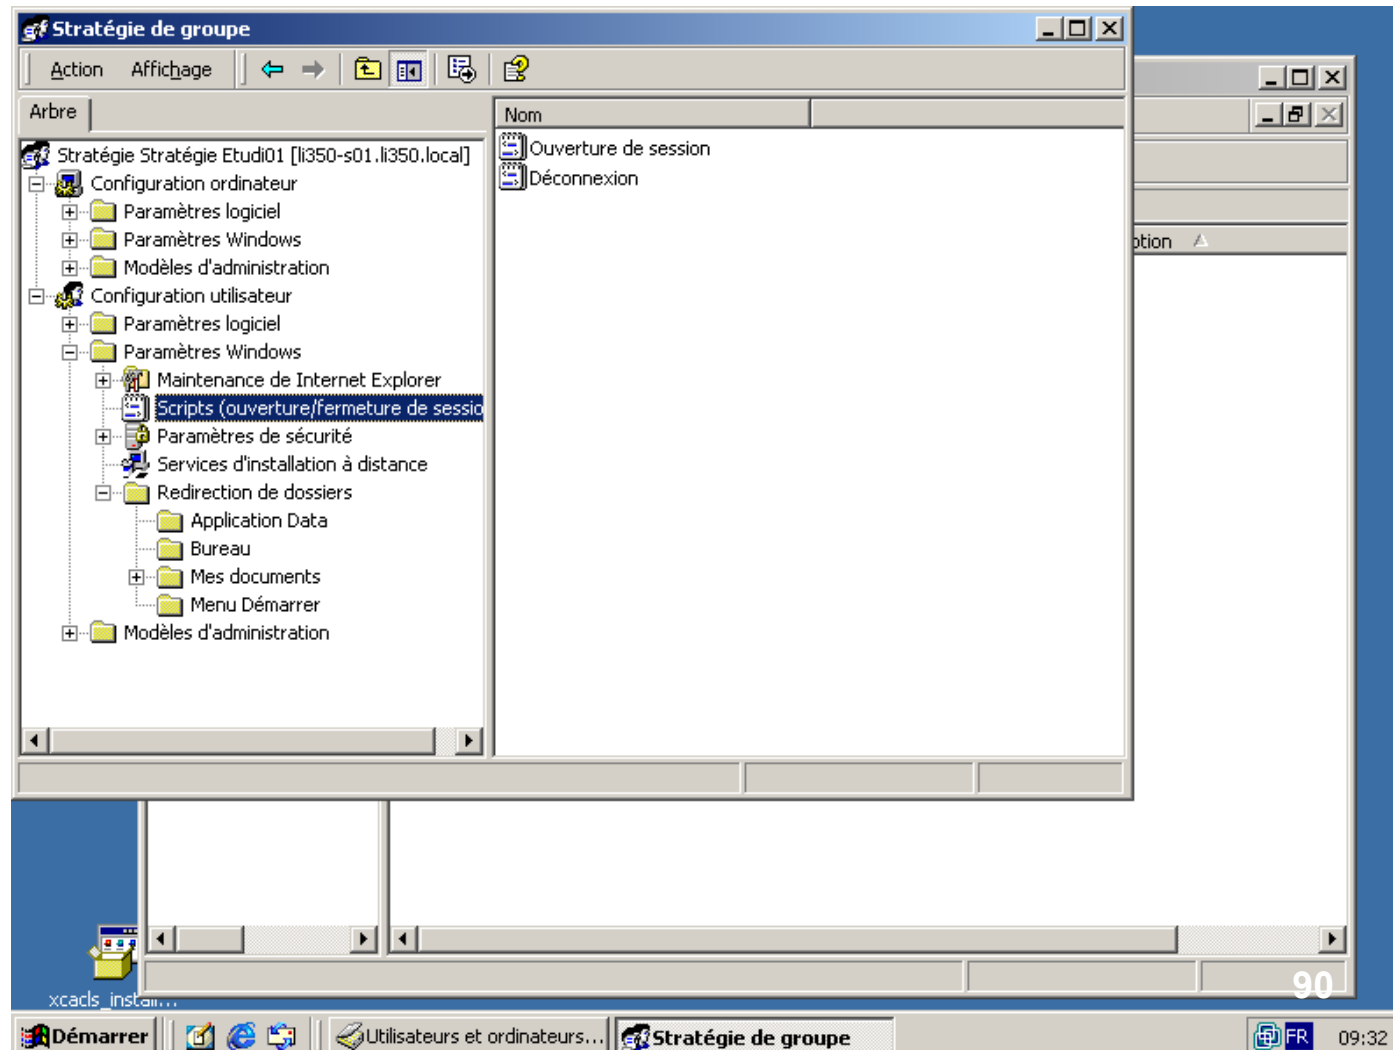 Stratégie de groupe
Action Affichage
Arbre
Nom
Stratégie Stratégie Etudi01 [li350-s01.li350.local]
Configuration ordinateur
Paramètres logiciel
Paramètres Windows
Modèles d'administration
Configuration utilisateur
Paramètres logiciel
Paramètres Windows
Maintenance de Internet Explorer
Scripts (ouverture/fermeture de sessio
Paramètres de sécurité
Services d'installation à distance
Redirection de dossiers
Application Data
Bureau
Mes documents
Menu Démarrer
Modèles d'administration
Ouverture de session
Déconnexion
ption
90
Démarrer
Utilisateurs et ordinateurs...
Stratégie de groupe
FR
09:32